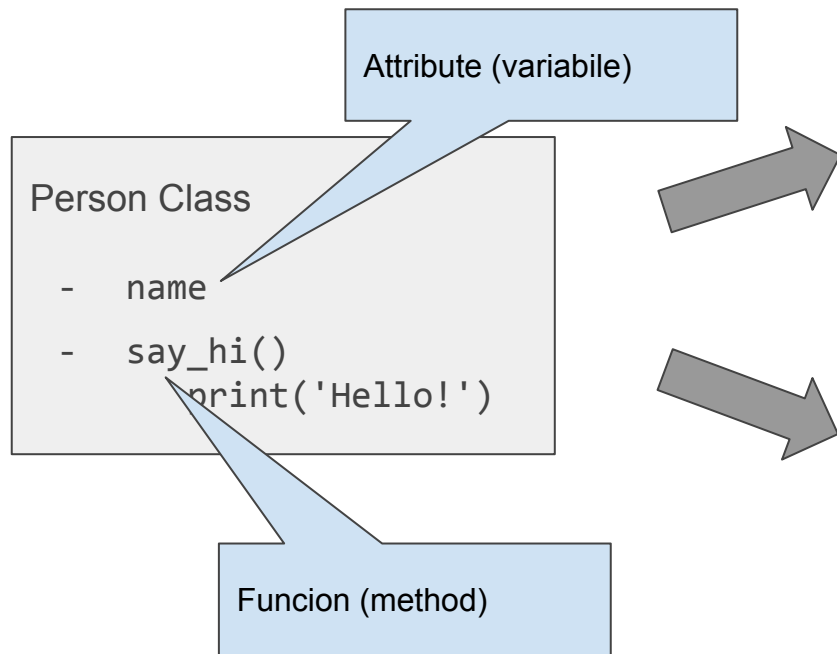 Attribute (variabile)
Person Class
- name
- say_hi()
print('Hello!')
Funcion (method)